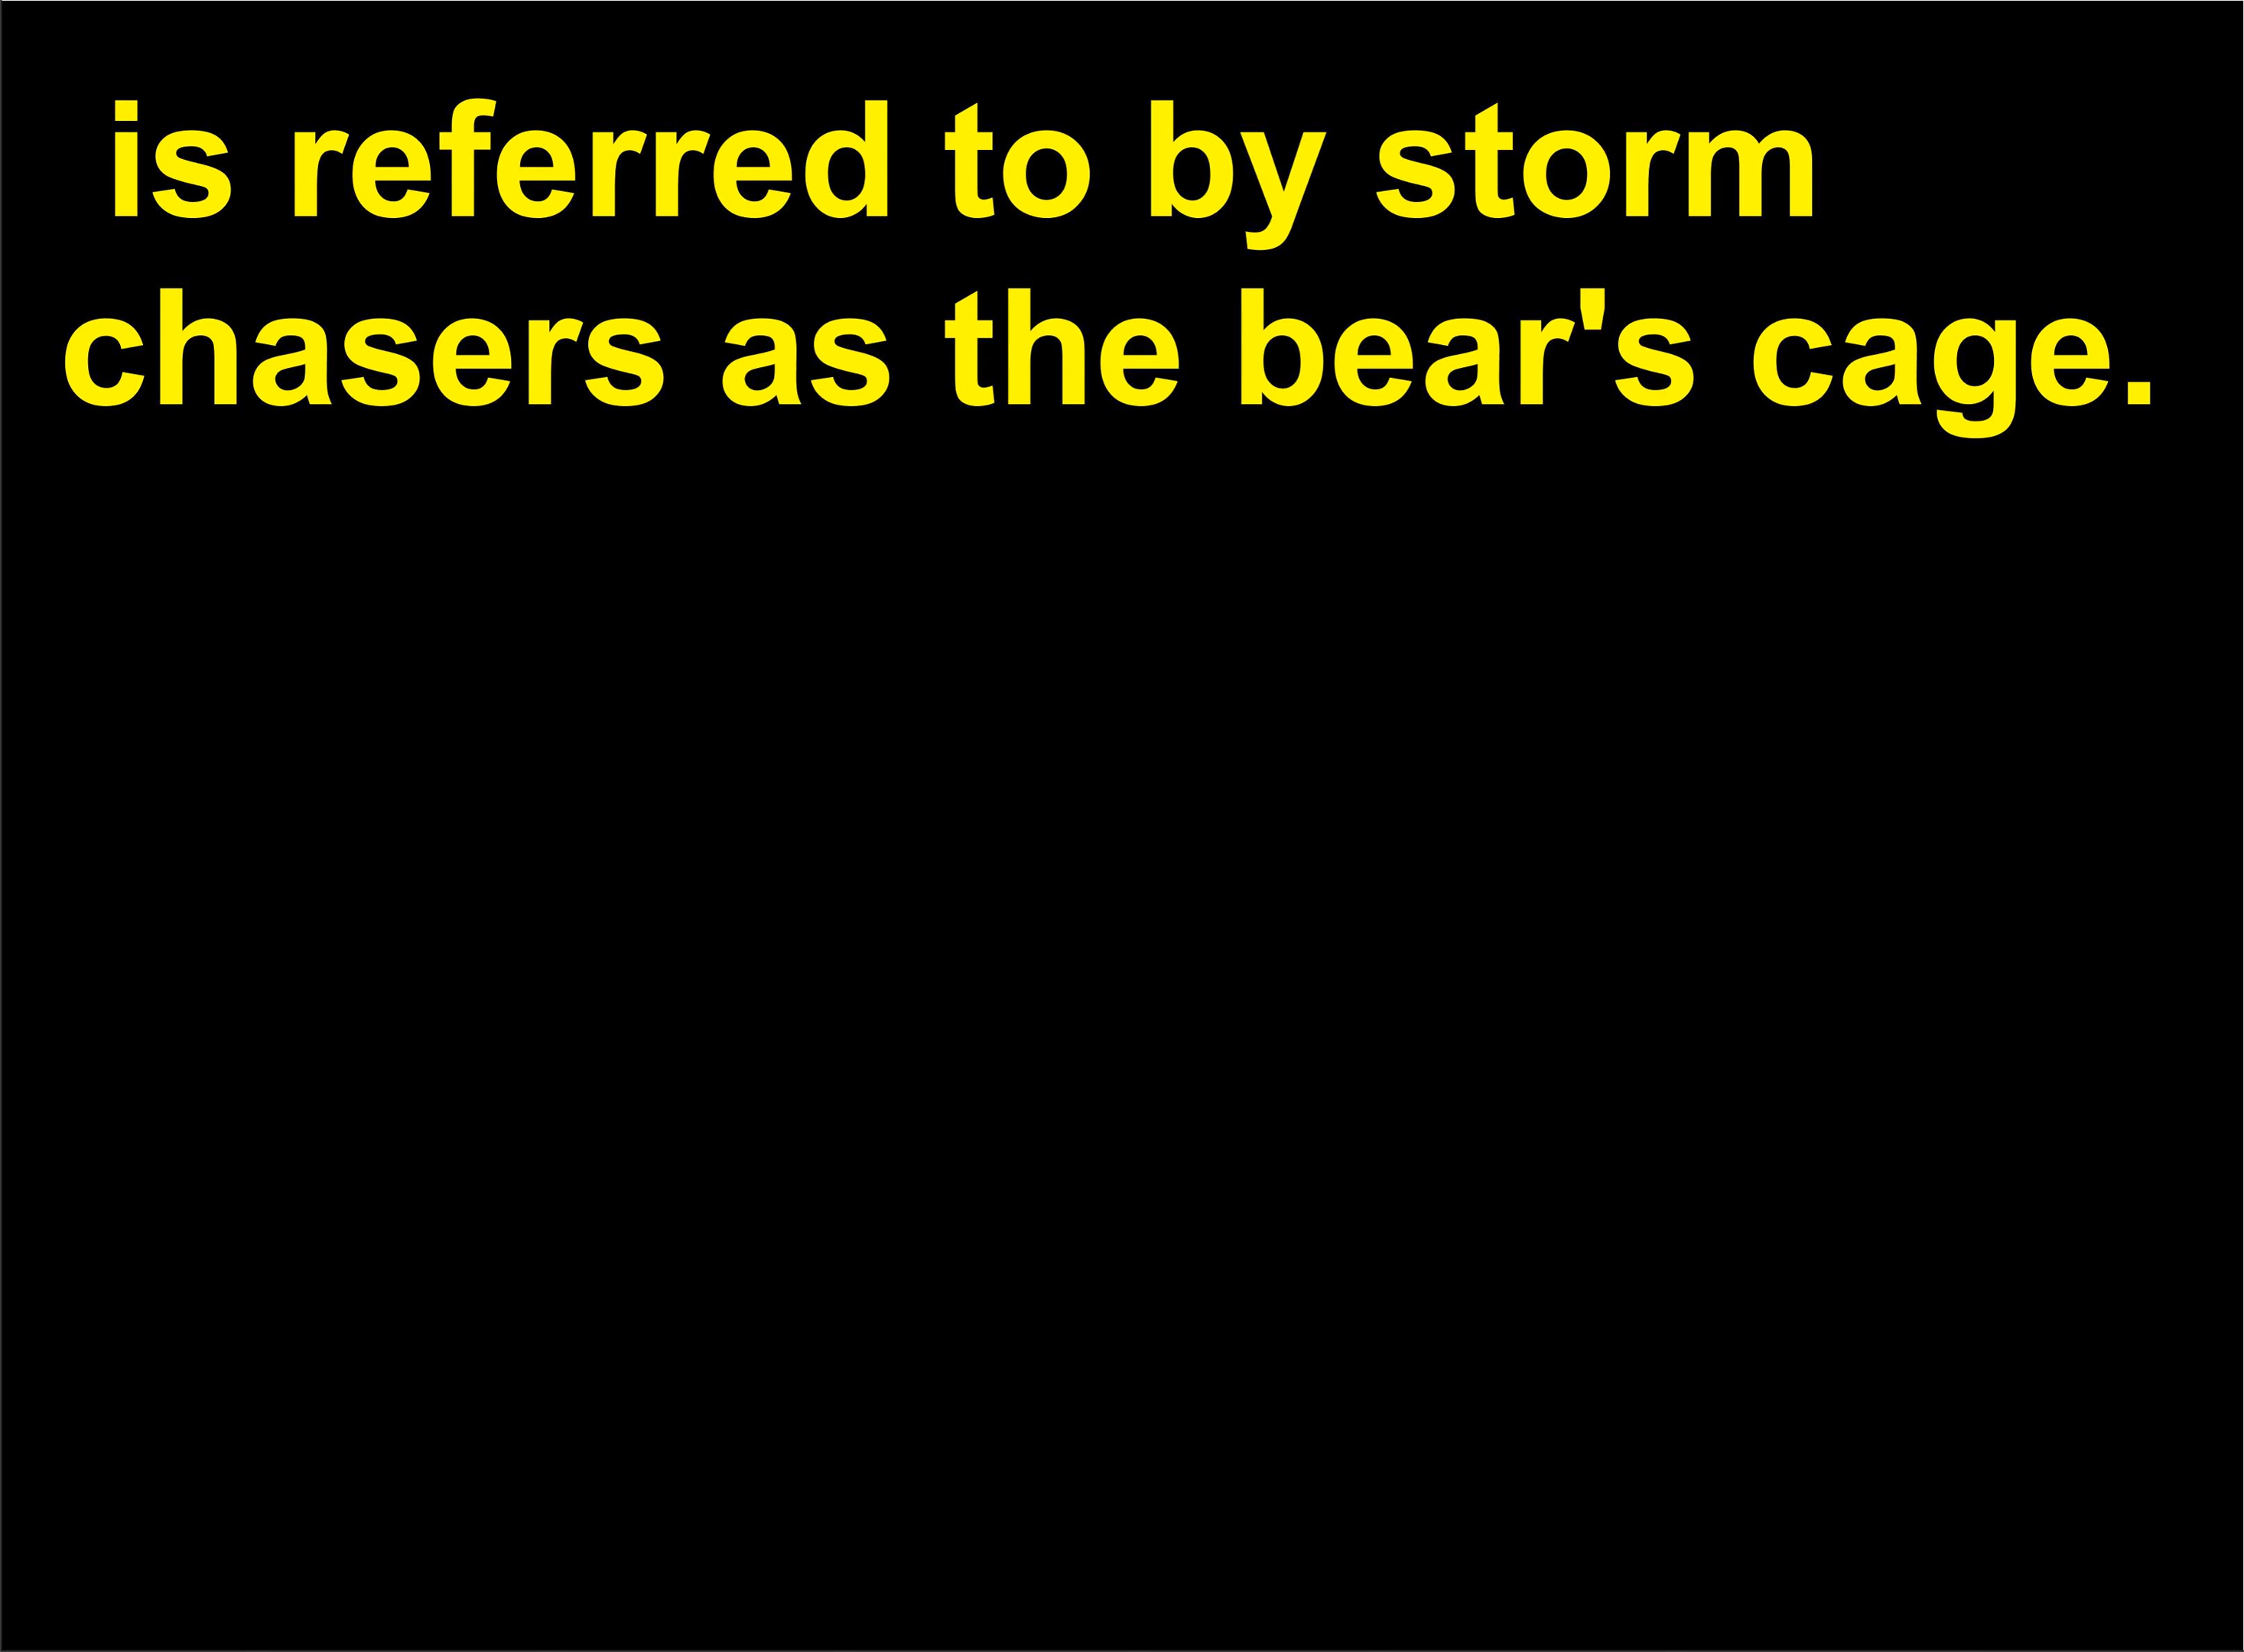 is referred to by storm
chasers as the bear's cage.